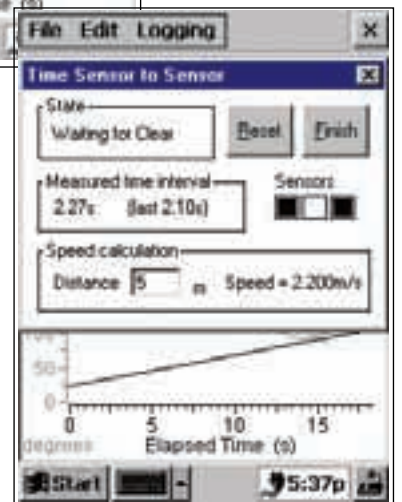 (s)
File Edit Logging
Time Sensor to Sensor
State
Waiting for Clear
Reset Finish
Measured time interval
2.27s (last 2.10s)
Sensors
Speed calculation
Distance 5 m Speed = 2.200m/s
50
0
0 5 10 15
degrees Elapsed Time (s)
Start 5:37p